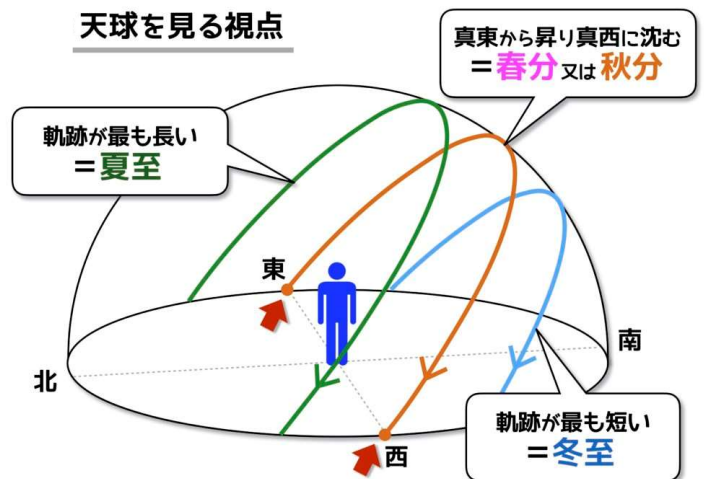 天球を見る視点
真東から昇り真西に沈む
＝春分又は秋分
軌跡が最も長い
＝夏至
東
南
北
西
軌跡が最も短い
＝冬至